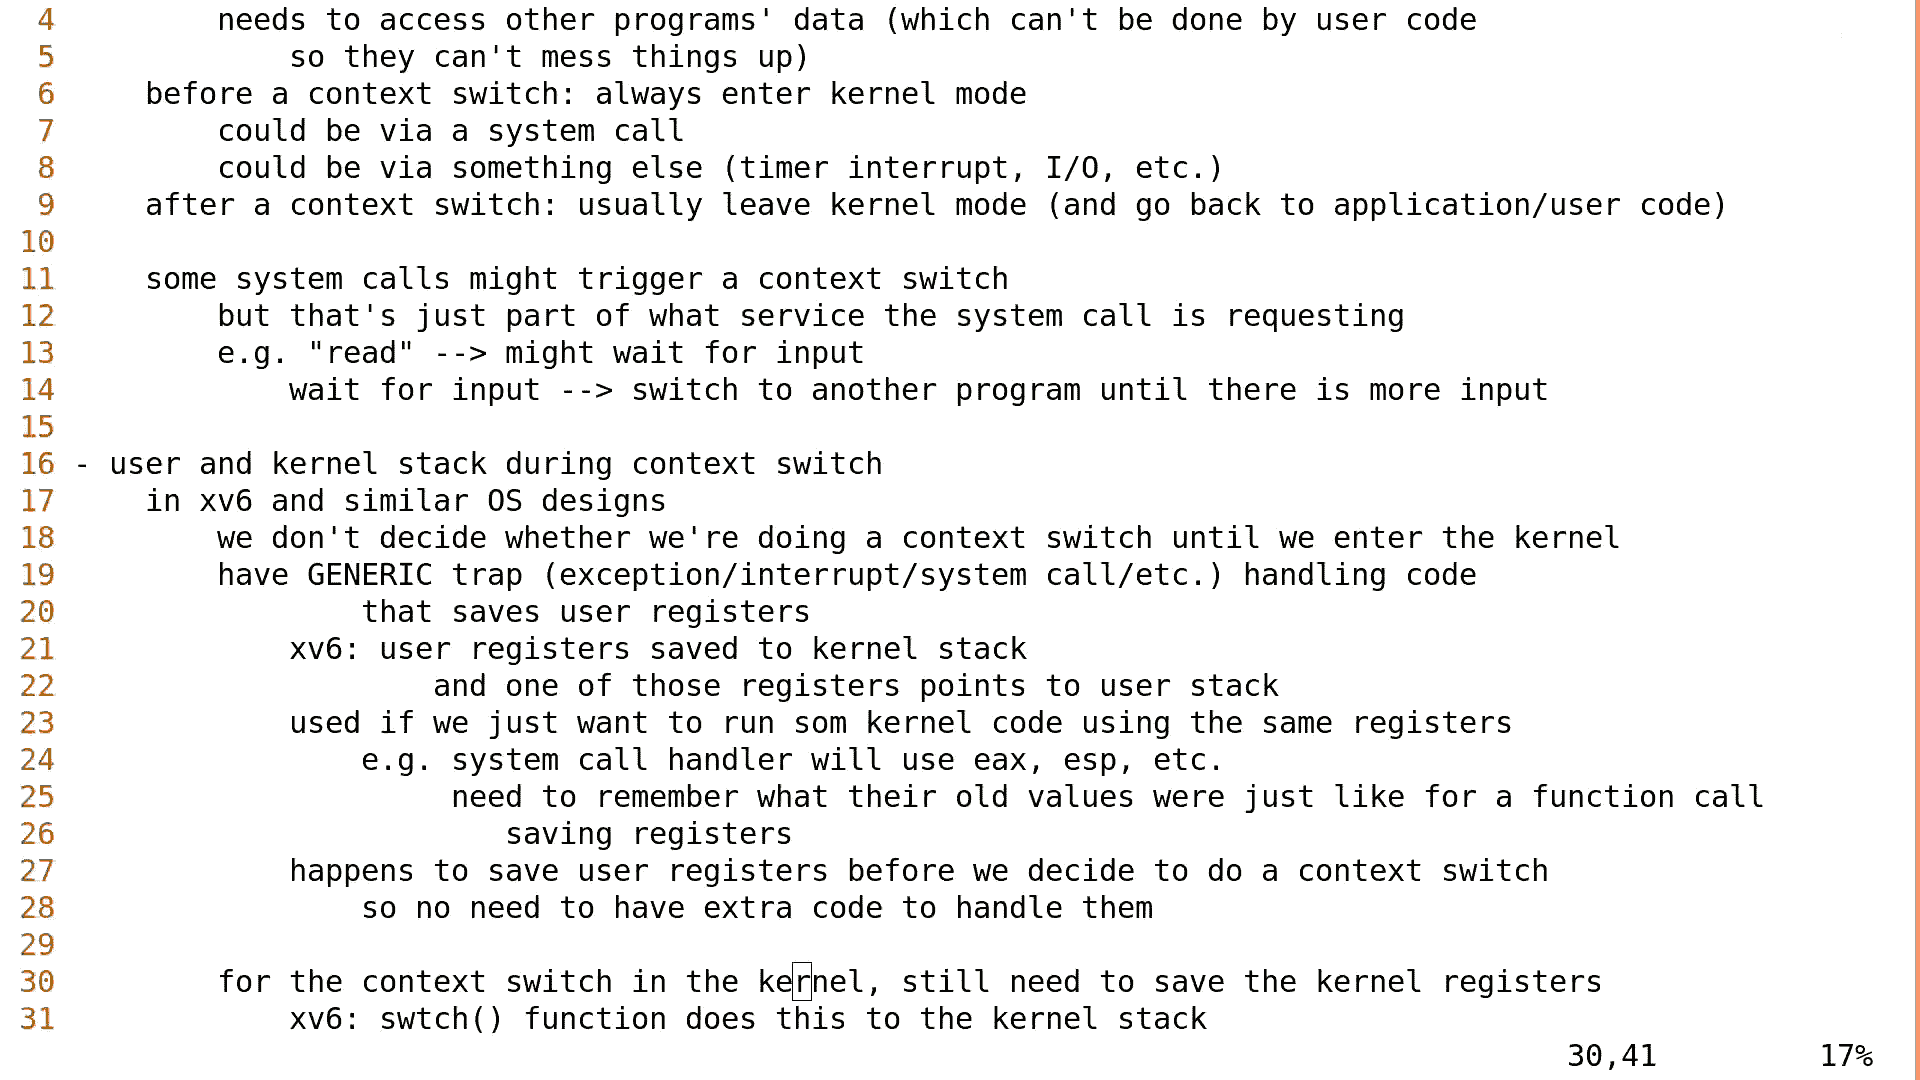 4         needs to access other programs' data (which can't be done by user code
5             so they can't mess things up)
6     before a context switch: always enter kernel mode
7         could be via a system call
8         could be via something else (timer interrupt, I/O, etc.)
9     after a context switch: usually leave kernel mode (and go back to application/user code)
10
11     some system calls might trigger a context switch
12         but that's just part of what service the system call is requesting
13         e.g. "read" --> might wait for input
14             wait for input --> switch to another program until there is more input
15
16 - user and kernel stack during context switch
17     in xv6 and similar OS designs
18         we don't decide whether we're doing a context switch until we enter the kernel
19         have GENERIC trap (exception/interrupt/system call/etc.) handling code
20                 that saves user registers
21             xv6: user registers saved to kernel stack
22                     and one of those registers points to user stack
23             used if we just want to run som kernel code using the same registers
24                 e.g. system call handler will use eax, esp, etc.
25                      need to remember what their old values were just like for a function call
26                         saving registers
27             happens to save user registers before we decide to do a context switch
28                 so no need to have extra code to handle them
29
30         for the context switch in the kernel, still need to save the kernel registers
31             xv6: swtch() function does this to the kernel stack
30,41         17%